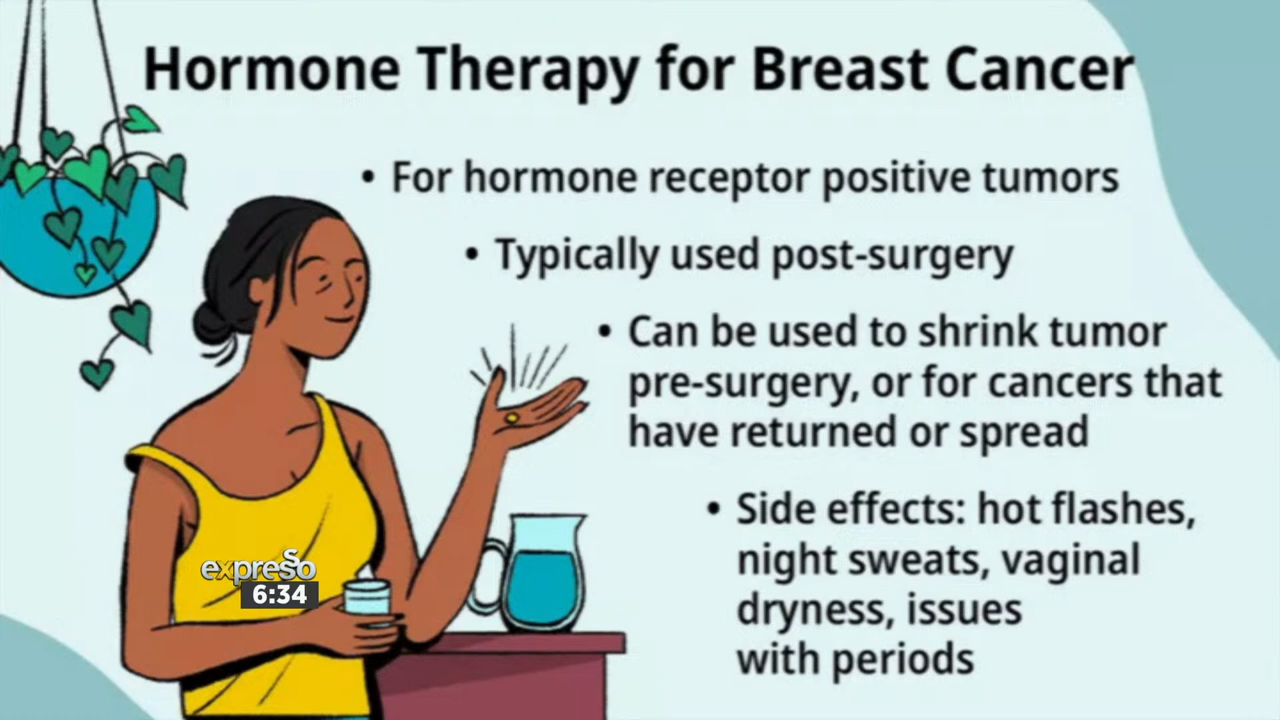 Hormone Therapy for Breast Cancer
• For hormone receptor positive tumors
• Typically used post-surgery
• Can be used to shrink tumor
pre-surgery, or for cancers that
have returned or spread
• Side effects: hot flashes,
night sweats, vaginal
dryness, issues
with periods
expresso
6:34